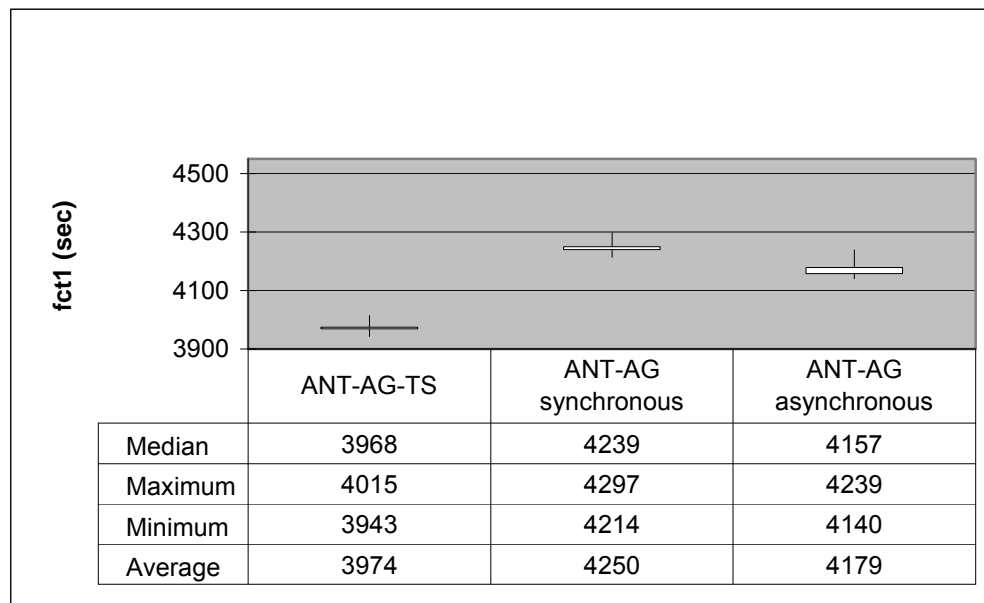 fct1 (sec)
4500
4300
4100
3900
ANT-AG-TS
ANT-AG
synchronous
ANT-AG
asynchronous
Median 3968 4239 4157
Maximum 4015 4297 4239
Minimum 3943 4214 4140
Average 3974 4250 4179